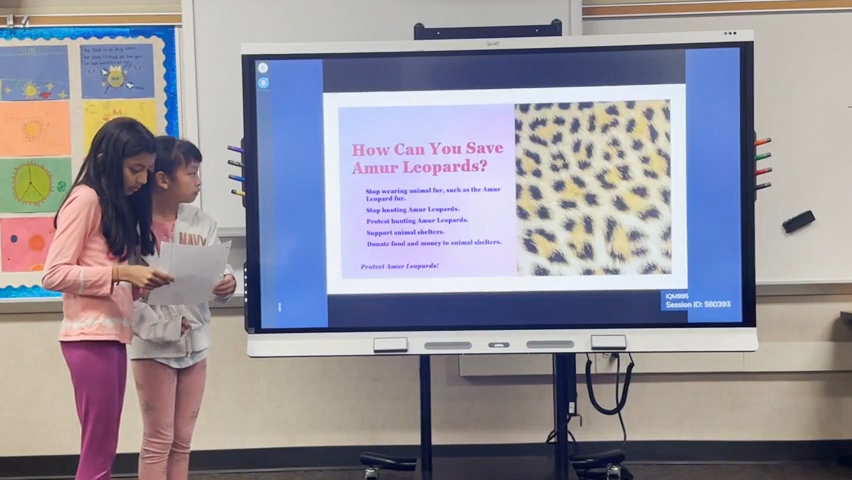 How Can You Save
Amur Leopards?
Stop wearing animal fur, such as the Amur
Leopard fur.
Stop hunting Amur Leopards.
Protest hunting Amur Leopards.
Support animal shelters.
Donate food and money to animal shelters.
Protect Amur Leopards!
IQM995
Session ID: 580393
NAVY